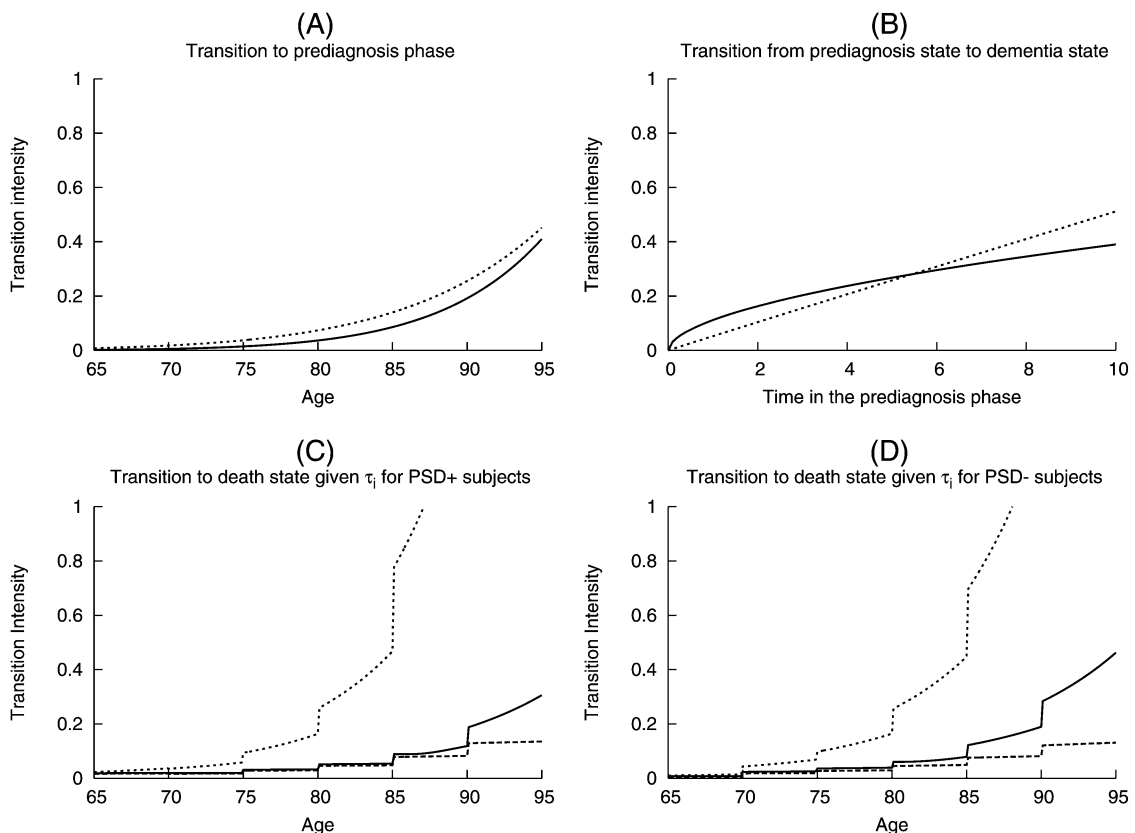 (A)
Transition to prediagnosis phase
1
0.8
0.6
0.4
0.2
0
Transition intensity
65 70 75 80 85 90 95
Age
(B)
Transition from prediagnosis state to dementia state
1
0.8
0.6
0.4
0.2
0
Transition intensity
0 2 4 6 8 10
Time in the prediagnosis phase
(C)
Transition to death state given τi for PSD+ subjects
1
0.8
0.6
0.4
0.2
0
Transition Intensity
65 70 75 80 85 90 95
Age
(D)
Transition to death state given τi for PSD- subjects
1
0.8
0.6
0.4
0.2
0
Transition Intensity
65 70 75 80 85 90 95
Age